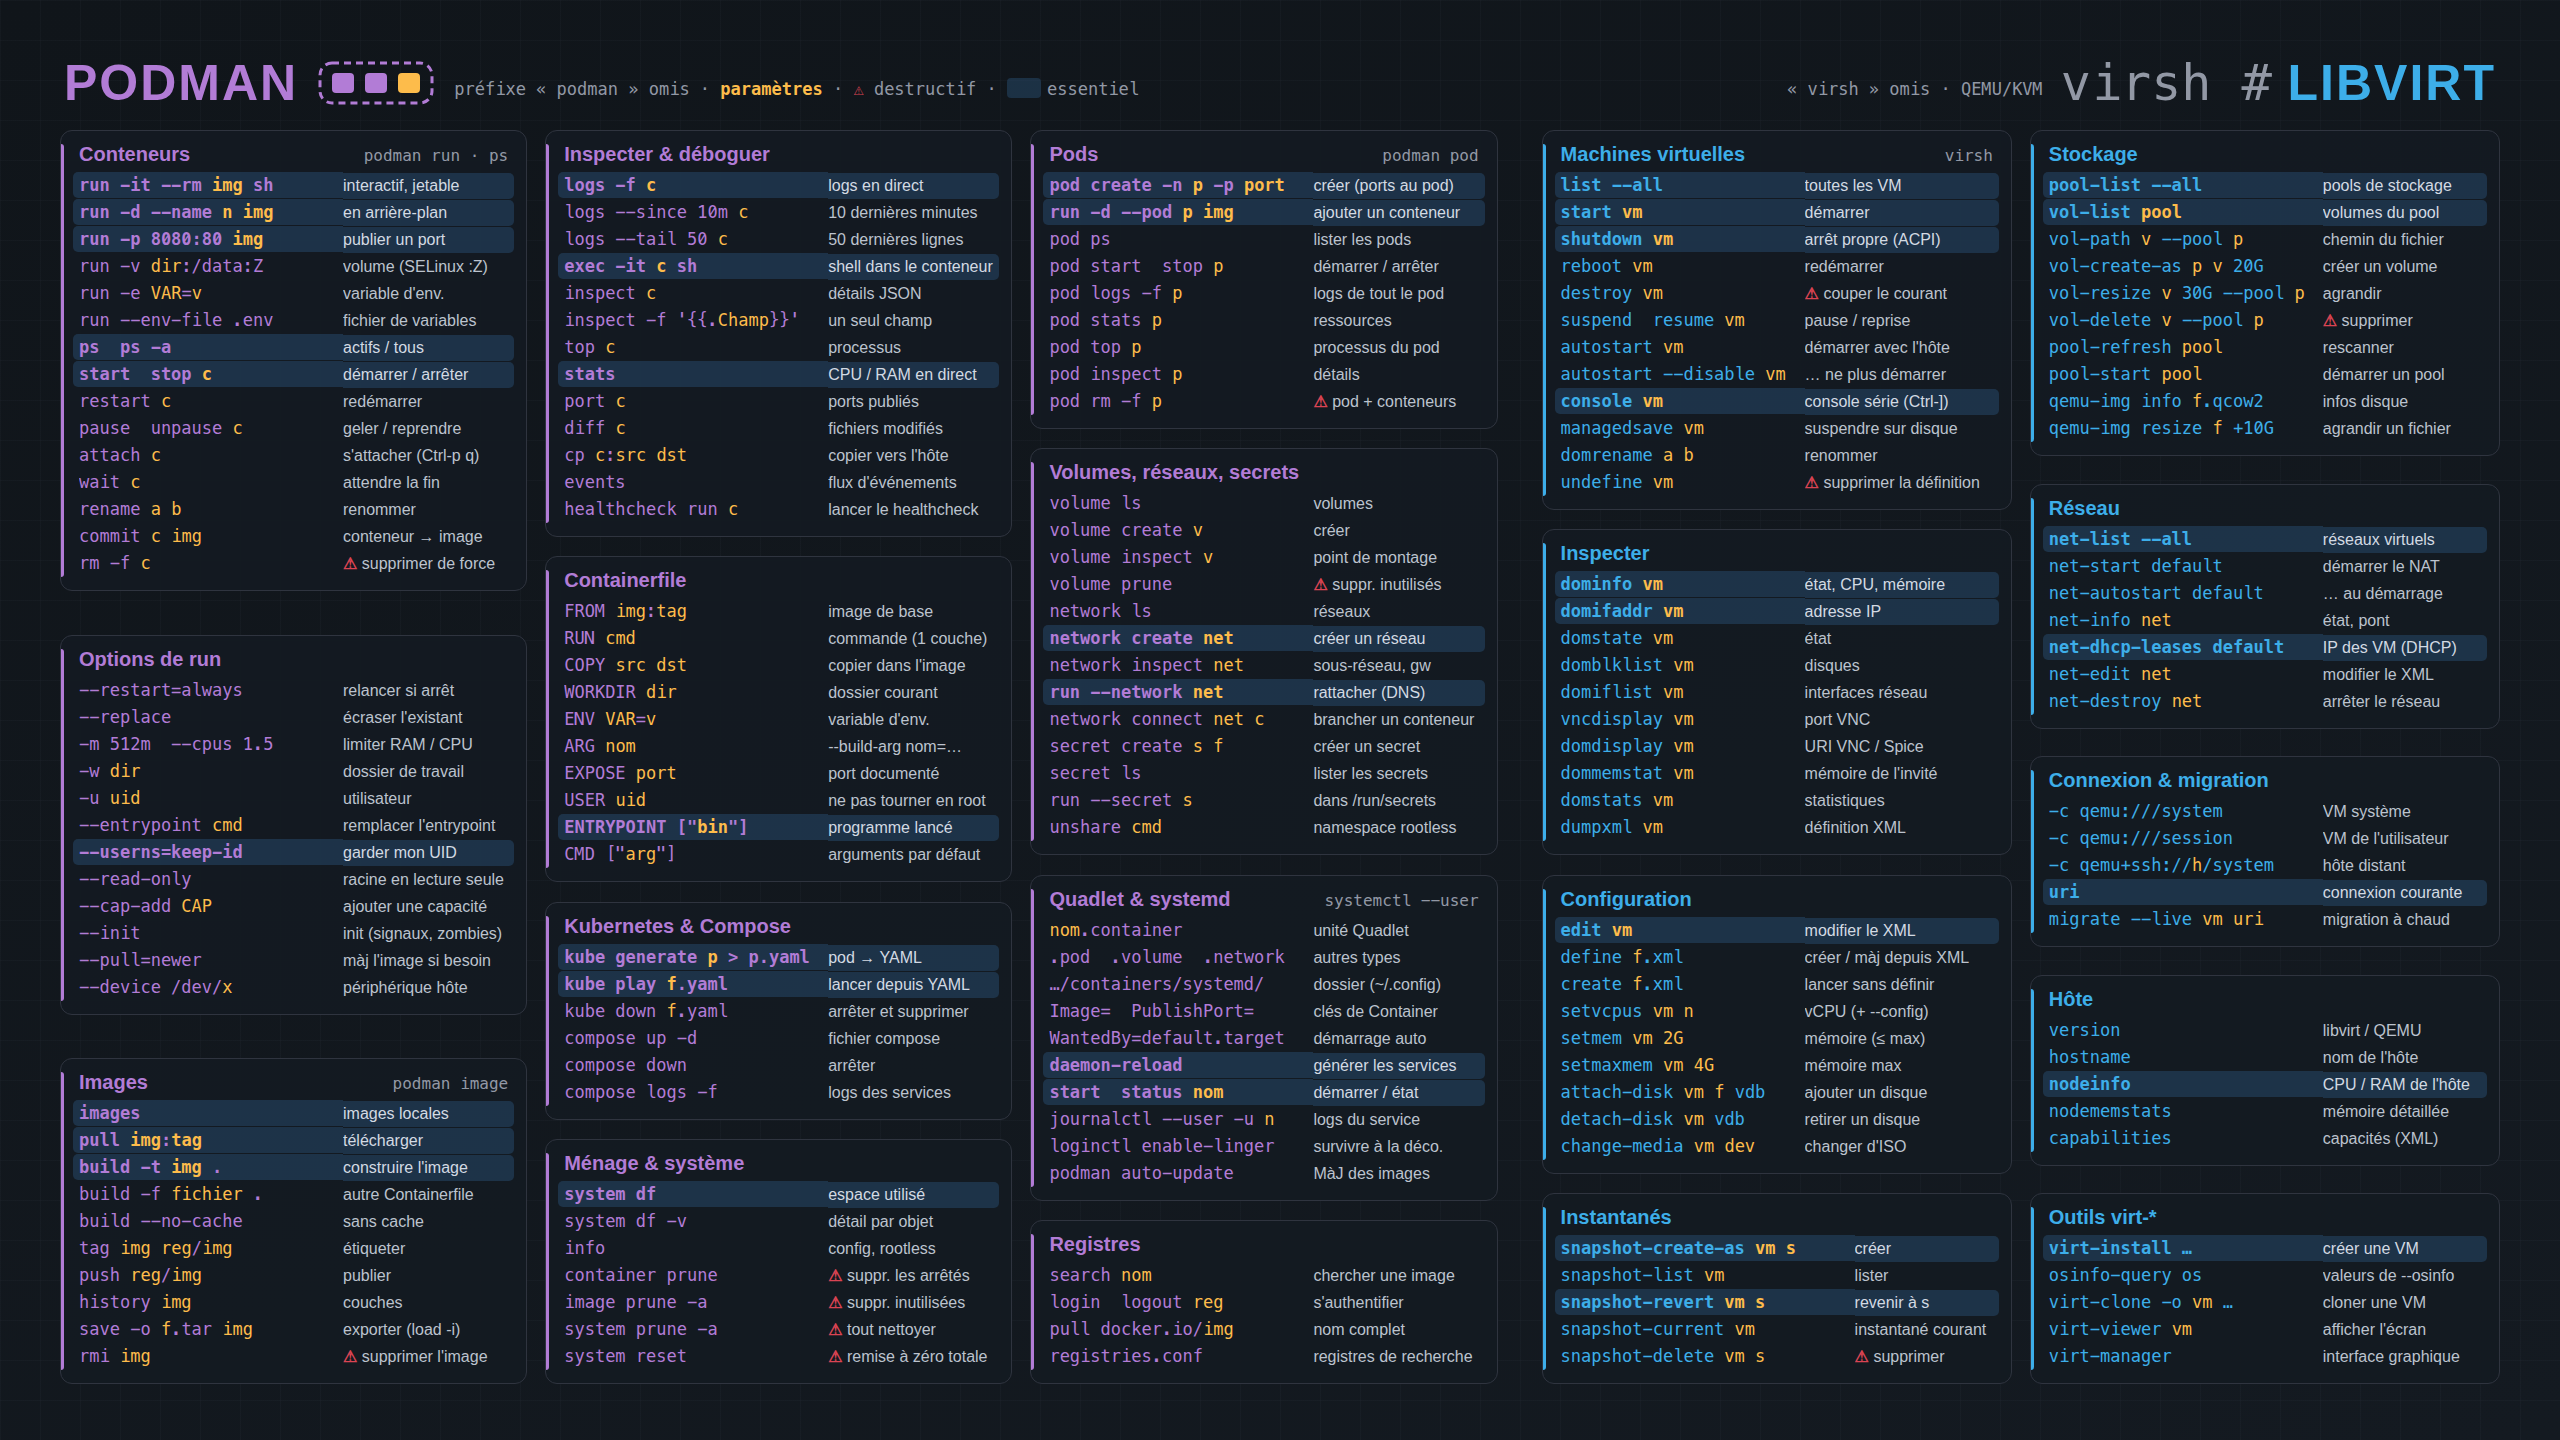 PODMAN
préfixe « podman » omis · paramètres · ⚠ destructif · essentiel
« virsh » omis · QEMU/KVM virsh # LIBVIRT
Conteneurs podman run · ps
run -it --rm img sh interactif, jetable
run -d --name n img en arrière-plan
run -p 8080:80 img publier un port
run -v dir:/data:Z volume (SELinux :Z)
run -e VAR=v variable d'env.
run --env-file .env fichier de variables
ps ps -a actifs / tous
start stop c démarrer / arrêter
restart c redémarrer
pause unpause c geler / reprendre
attach c s'attacher (Ctrl-p q)
wait c attendre la fin
rename a b renommer
commit c img conteneur → image
rm -f c ⚠ supprimer de force
Options de run
--restart=always relancer si arrêt
--replace écraser l'existant
-m 512m --cpus 1.5 limiter RAM / CPU
-w dir dossier de travail
-u uid utilisateur
--entrypoint cmd remplacer l'entrypoint
--userns=keep-id garder mon UID
--read-only racine en lecture seule
--cap-add CAP ajouter une capacité
--init init (signaux, zombies)
--pull=newer màj l'image si besoin
--device /dev/x périphérique hôte
Images podman image
images images locales
pull img:tag télécharger
build -t img . construire l'image
build -f fichier . autre Containerfile
build --no-cache sans cache
tag img reg/img étiqueter
push reg/img publier
history img couches
save -o f.tar img exporter (load -i)
rmi img ⚠ supprimer l'image
Inspecter & déboguer
logs -f c logs en direct
logs --since 10m c 10 dernières minutes
logs --tail 50 c 50 dernières lignes
exec -it c sh shell dans le conteneur
inspect c détails JSON
inspect -f '{{.Champ}}' un seul champ
top c processus
stats CPU / RAM en direct
port c ports publiés
diff c fichiers modifiés
cp c:src dst copier vers l'hôte
events flux d'événements
healthcheck run c lancer le healthcheck
Containerfile
FROM img:tag image de base
RUN cmd commande (1 couche)
COPY src dst copier dans l'image
WORKDIR dir dossier courant
ENV VAR=v variable d'env.
ARG nom --build-arg nom=…
EXPOSE port port documenté
USER uid ne pas tourner en root
ENTRYPOINT ["bin"] programme lancé
CMD ["arg"] arguments par défaut
Kubernetes & Compose
kube generate p > p.yaml pod → YAML
kube play f.yaml lancer depuis YAML
kube down f.yaml arrêter et supprimer
compose up -d fichier compose
compose down arrêter
compose logs -f logs des services
Ménage & système
system df espace utilisé
system df -v détail par objet
info config, rootless
container prune ⚠ suppr. les arrêtés
image prune -a ⚠ suppr. inutilisées
system prune -a ⚠ tout nettoyer
system reset ⚠ remise à zéro totale
Pods podman pod
pod create -n p -p port créer (ports au pod)
run -d --pod p img ajouter un conteneur
pod ps lister les pods
pod start stop p démarrer / arrêter
pod logs -f p logs de tout le pod
pod stats p ressources
pod top p processus du pod
pod inspect p détails
pod rm -f p ⚠ pod + conteneurs
Volumes, réseaux, secrets
volume ls volumes
volume create v créer
volume inspect v point de montage
volume prune ⚠ suppr. inutilisés
network ls réseaux
network create net créer un réseau
network inspect net sous-réseau, gw
run --network net rattacher (DNS)
network connect net c brancher un conteneur
secret create s f créer un secret
secret ls lister les secrets
run --secret s dans /run/secrets
unshare cmd namespace rootless
Quadlet & systemd systemctl --user
nom.container unité Quadlet
.pod .volume .network autres types
…/containers/systemd/ dossier (~/.config)
Image= PublishPort= clés de Container
WantedBy=default.target démarrage auto
daemon-reload générer les services
start status nom démarrer / état
journalctl --user -u n logs du service
loginctl enable-linger survivre à la déco.
podman auto-update MàJ des images
Registres
search nom chercher une image
login logout reg s'authentifier
pull docker.io/img nom complet
registries.conf registres de recherche
Machines virtuelles virsh
list --all toutes les VM
start vm démarrer
shutdown vm arrêt propre (ACPI)
reboot vm redémarrer
destroy vm ⚠ couper le courant
suspend resume vm pause / reprise
autostart vm démarrer avec l'hôte
autostart --disable vm … ne plus démarrer
console vm console série (Ctrl-])
managedsave vm suspendre sur disque
domrename a b renommer
undefine vm ⚠ supprimer la définition
Inspecter
dominfo vm état, CPU, mémoire
domifaddr vm adresse IP
domstate vm état
domblklist vm disques
domiflist vm interfaces réseau
vncdisplay vm port VNC
domdisplay vm URI VNC / Spice
dommemstat vm mémoire de l'invité
domstats vm statistiques
dumpxml vm définition XML
Configuration
edit vm modifier le XML
define f.xml créer / màj depuis XML
create f.xml lancer sans définir
setvcpus vm n vCPU (+ --config)
setmem vm 2G mémoire (≤ max)
setmaxmem vm 4G mémoire max
attach-disk vm f vdb ajouter un disque
detach-disk vm vdb retirer un disque
change-media vm dev changer d'ISO
Instantanés
snapshot-create-as vm s créer
snapshot-list vm lister
snapshot-revert vm s revenir à s
snapshot-current vm instantané courant
snapshot-delete vm s ⚠ supprimer
Stockage
pool-list --all pools de stockage
vol-list pool volumes du pool
vol-path v --pool p chemin du fichier
vol-create-as p v 20G créer un volume
vol-resize v 30G --pool p agrandir
vol-delete v --pool p ⚠ supprimer
pool-refresh pool rescanner
pool-start pool démarrer un pool
qemu-img info f.qcow2 infos disque
qemu-img resize f +10G agrandir un fichier
Réseau
net-list --all réseaux virtuels
net-start default démarrer le NAT
net-autostart default … au démarrage
net-info net état, pont
net-dhcp-leases default IP des VM (DHCP)
net-edit net modifier le XML
net-destroy net arrêter le réseau
Connexion & migration
-c qemu:///system VM système
-c qemu:///session VM de l'utilisateur
-c qemu+ssh://h/system hôte distant
uri connexion courante
migrate --live vm uri migration à chaud
Hôte
version libvirt / QEMU
hostname nom de l'hôte
nodeinfo CPU / RAM de l'hôte
nodememstats mémoire détaillée
capabilities capacités (XML)
Outils virt-*
virt-install … créer une VM
osinfo-query os valeurs de --osinfo
virt-clone -o vm … cloner une VM
virt-viewer vm afficher l'écran
virt-manager interface graphique